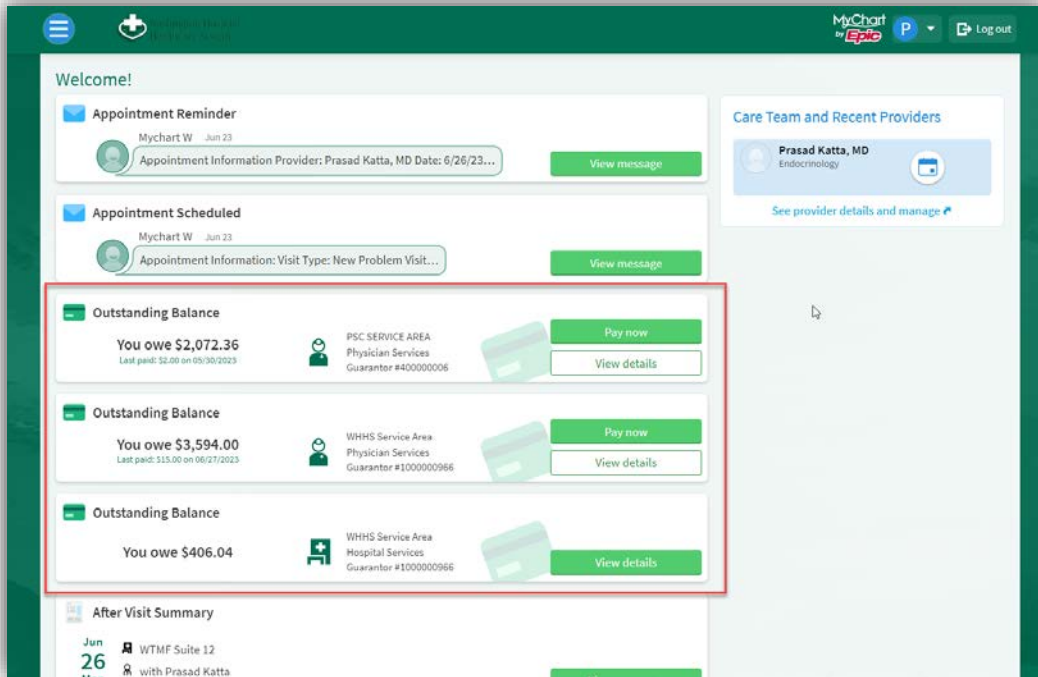 MyChart
by Epic
P
Log out
Welcome!
Appointment Reminder
Mychart W Jun 23
Appointment Information Provider: Prasad Katta, MD Date: 6/26/23...
View message
Appointment Scheduled
Mychart W Jun 23
Appointment Information: Visit Type: New Problem Visit...
View message
Outstanding Balance
You owe $2,072.36
Last paid: $2.00 on 05/30/2023
PSC SERVICE AREA
Physician Services
Guarantor #400000006
Pay now
View details
Outstanding Balance
You owe $3,594.00
Last paid: $15.00 on 06/27/2023
WHHS Service Area
Physician Services
Guarantor #1000000966
Pay now
View details
Outstanding Balance
You owe $406.04
WHHS Service Area
Hospital Services
Guarantor #1000000966
View details
After Visit Summary
Jun
26
WTMF Suite 12
with Prasad Katta
Care Team and Recent Providers
Prasad Katta, MD
Endocrinology
See provider details and manage